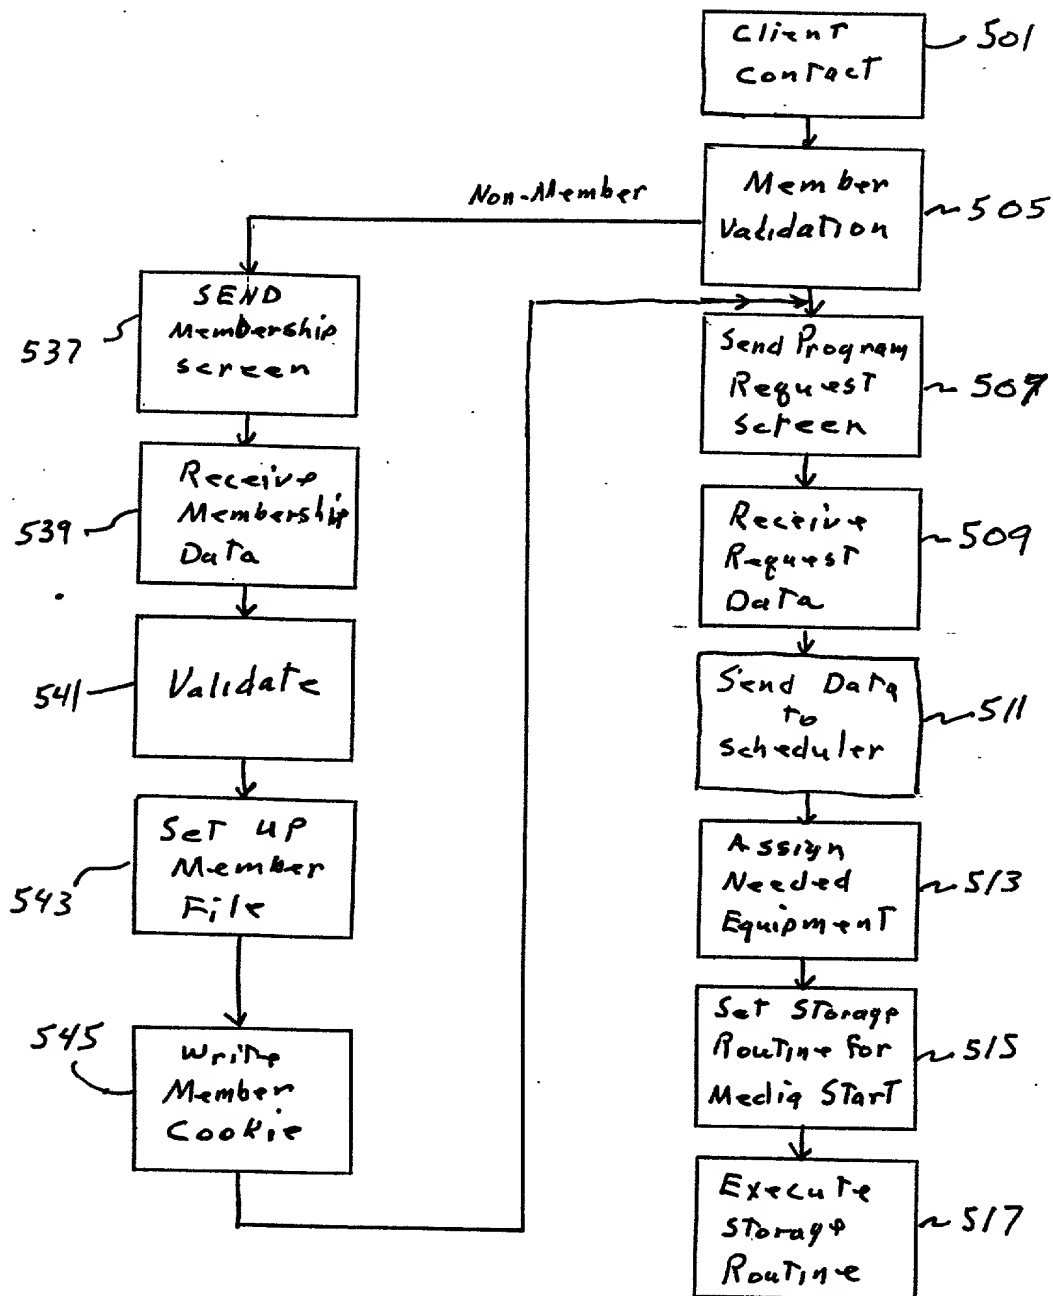 Client
Contact
501
Member
Validation
505
Non-Member
SEND
Membership
screen
537
Receive
Membership
Data
539
Validate
541
Set up
Member
File
543
Write
Member
Cookie
545
Send Program
Request
Screen
507
Receive
Request
Data
509
Send Data
to
Scheduler
511
Assign
Needed
Equipment
513
Set Storage
Routine for
Media Start
515
Execute
Storage
Routine
517